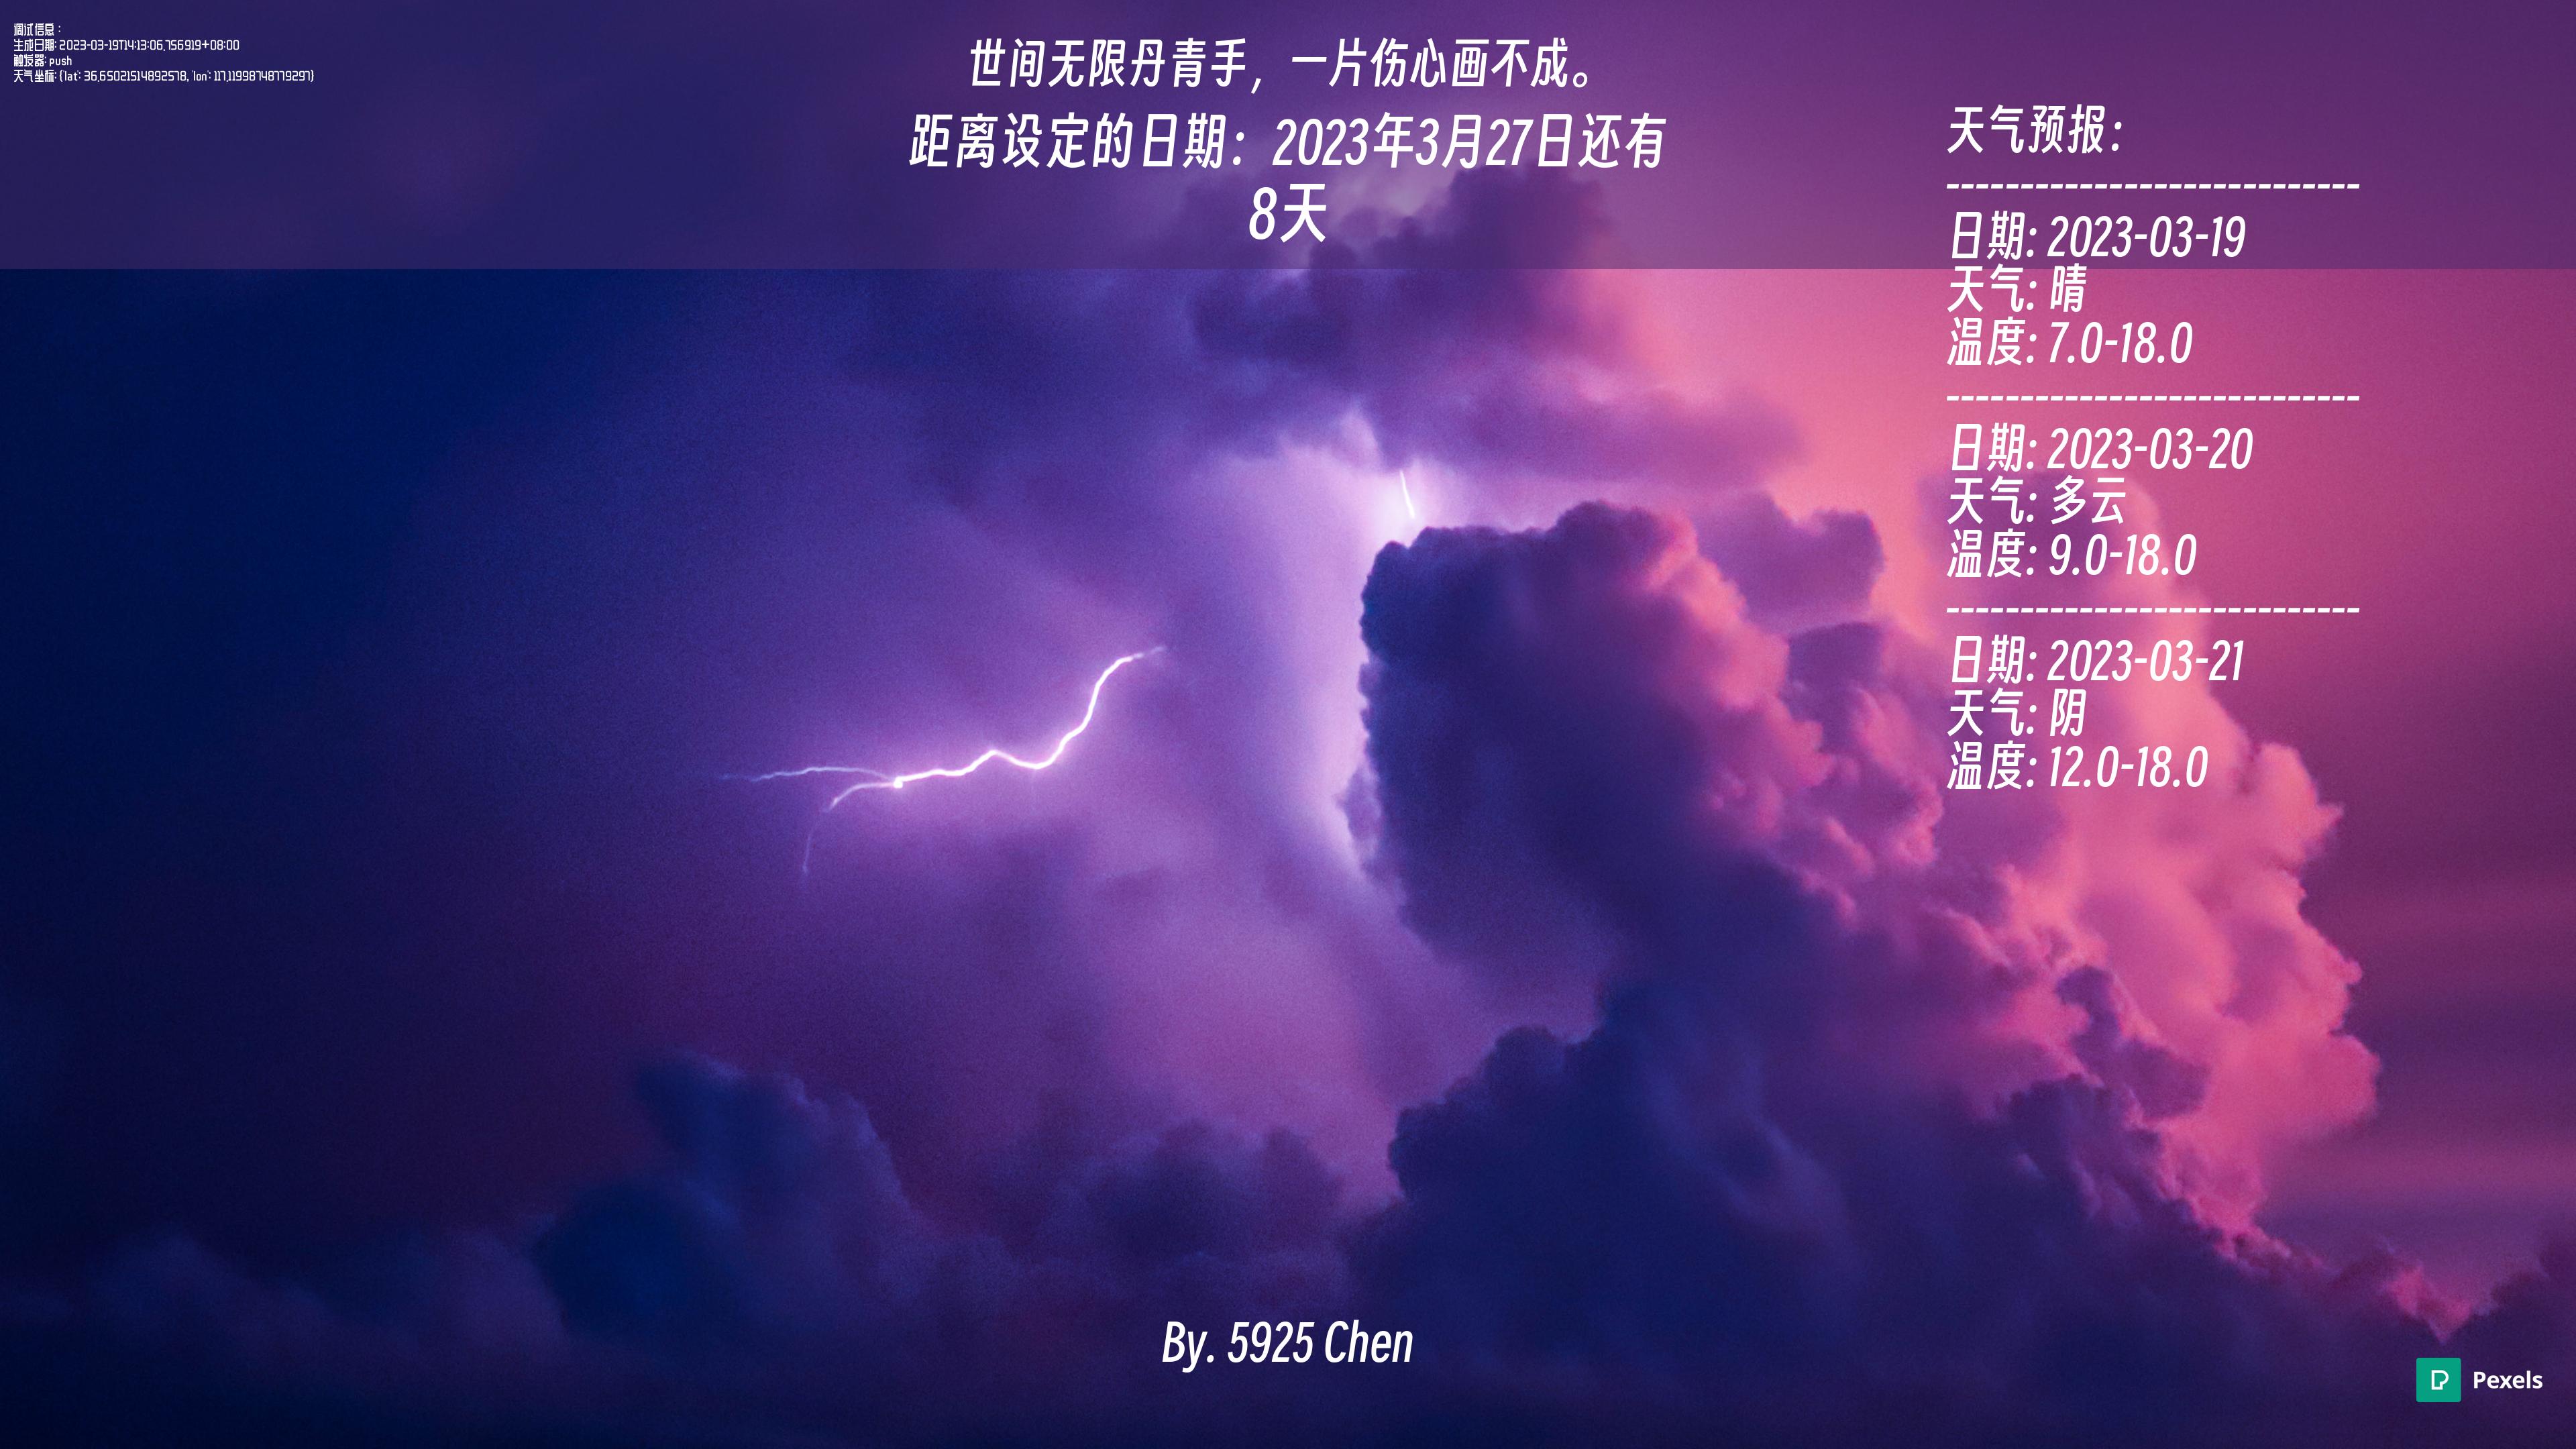 调试信息：
生成日期: 2023-03-19T14:13:06.756919+08:00
触发器: push
天气坐标: {'lat': 36.65021514892578, 'lon': 117.11998748779297}
世间无限丹青手，一片伤心画不成。
距离设定的日期：2023年3月27日还有
8天
天气预报：
----------------------------
日期: 2023-03-19
天气: 晴
温度: 7.0-18.0
----------------------------
日期: 2023-03-20
天气: 多云
温度: 9.0-18.0
----------------------------
日期: 2023-03-21
天气: 阴
温度: 12.0-18.0
By. 5925 Chen
Pexels